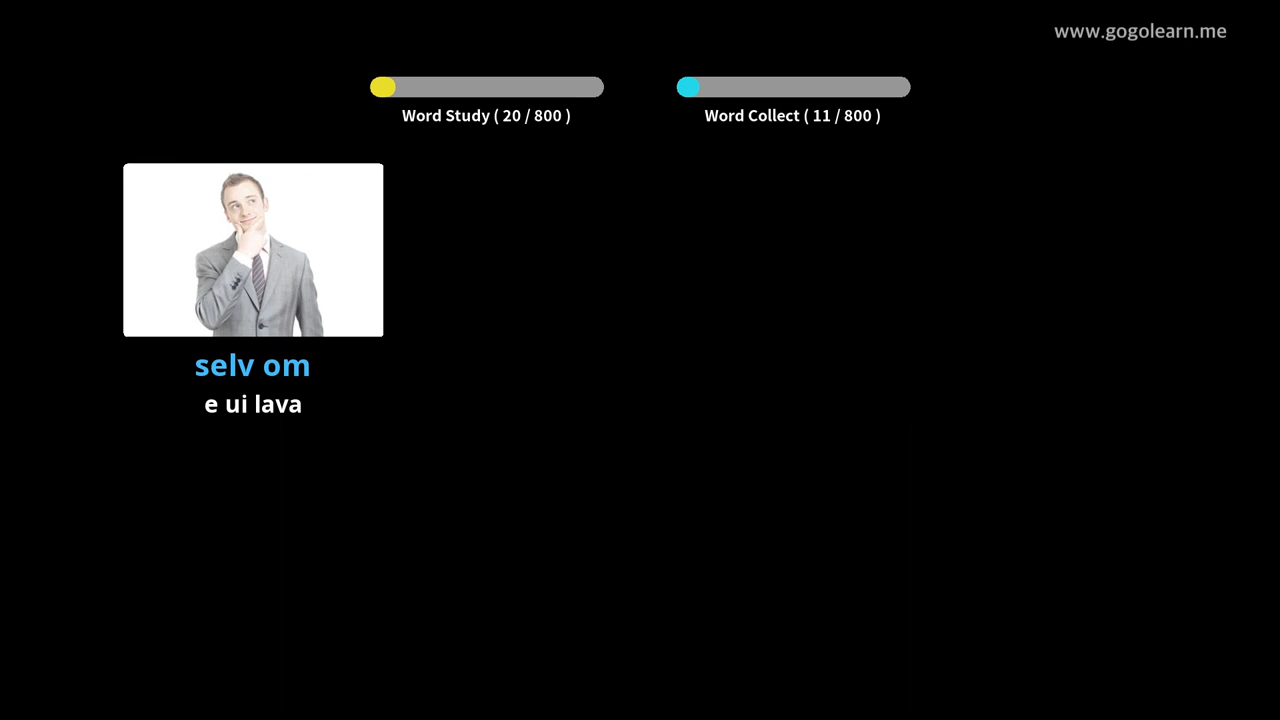 www.gogolearn.me
Word Study ( 20 / 800 )
Word Collect ( 11 / 800 )
selv om
e ui lava